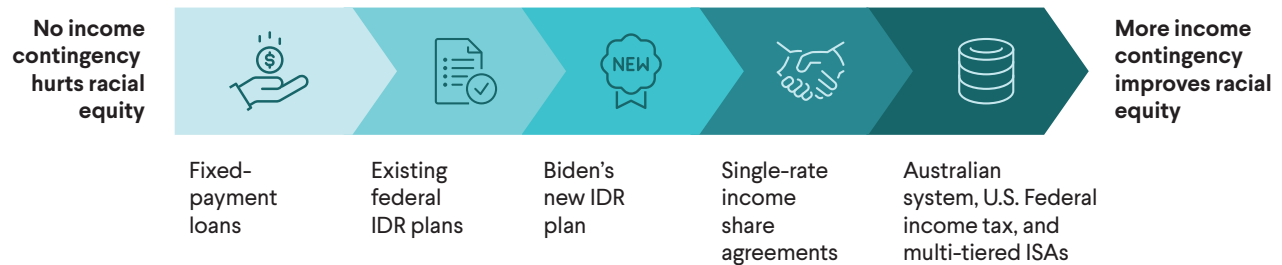 No income
contingency
hurts racial
equity
$
NEW
More income
contingency
improves racial
equity
Fixed-
payment
loans
Existing
federal
IDR plans
Biden's
new IDR
plan
Single-rate
income
share
agreements
Australian
system, U.S. Federal
income tax, and
multi-tiered ISAs